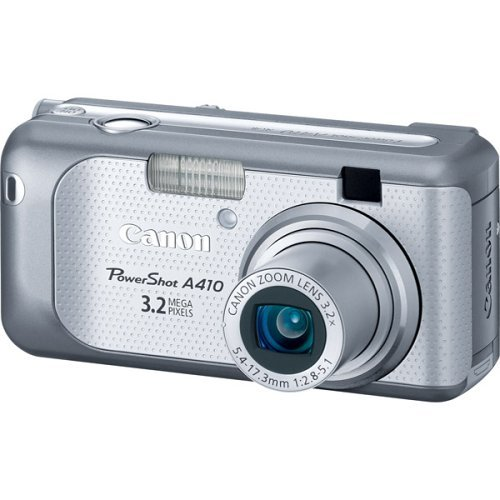 Canon
PowerShot A410
3.2 MEGA
PIXELS
CANON ZOOM LENS 3.2x
5.4-17.3mm 1:2.8-5.1
Canon